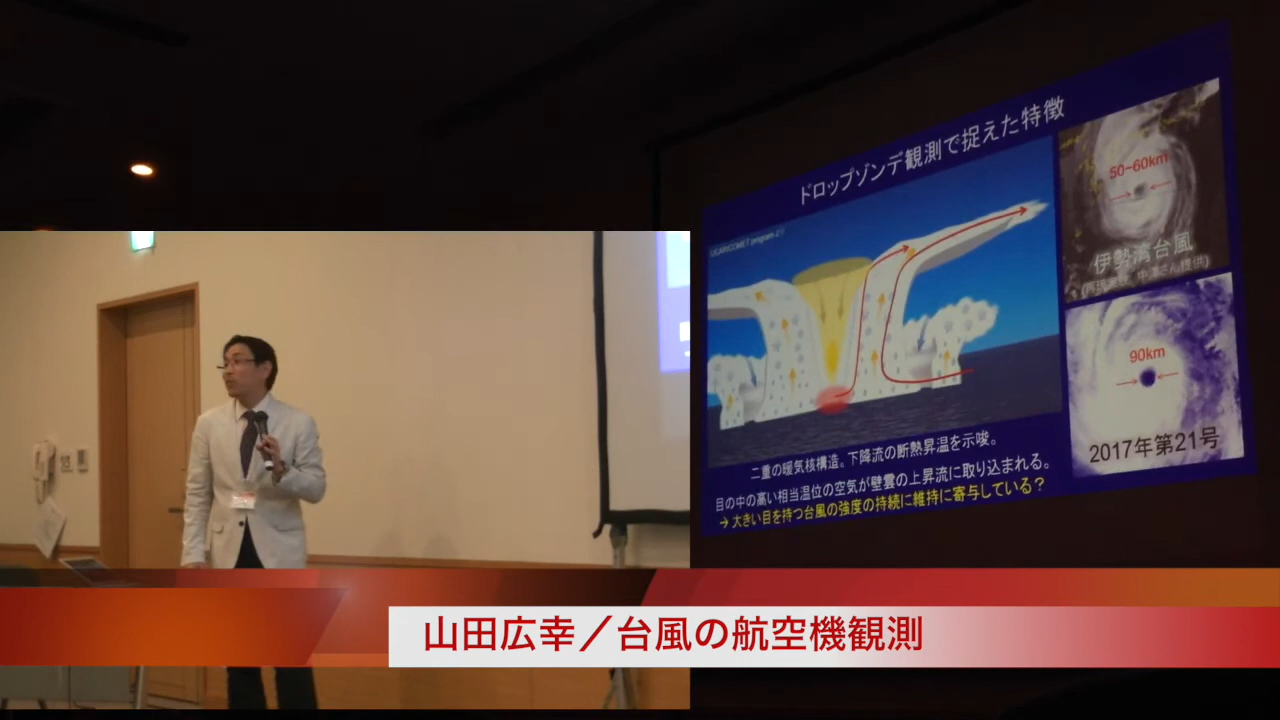 ドロップゾンデ観測で捉えた特徴
50-60km
伊勢湾台風
90km
2017年第21号
二重の暖気核構造。下降流の断熱昇温を示唆。
目の中の高い相当温位の空気が壁雲の上昇流に取り込まれる。
→ 大きい目を持つ台風の強度の持続に維持に寄与している?
山田広幸/台風の航空機観測